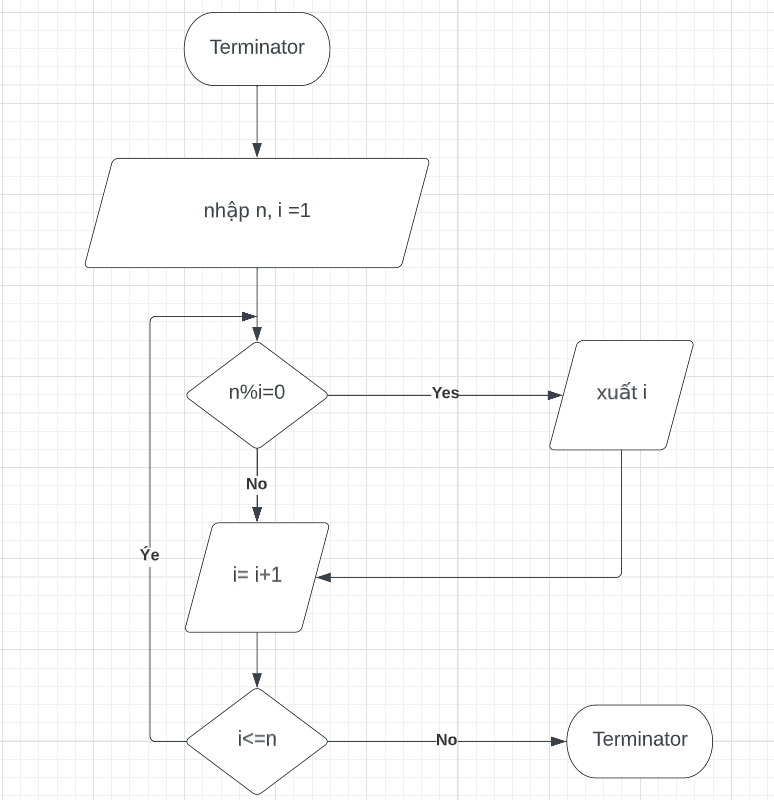 Terminator
nhập n, i =1
n%i=0
Yes
xuất i
No
Ýe
i= i+1
i<=n
No
Terminator